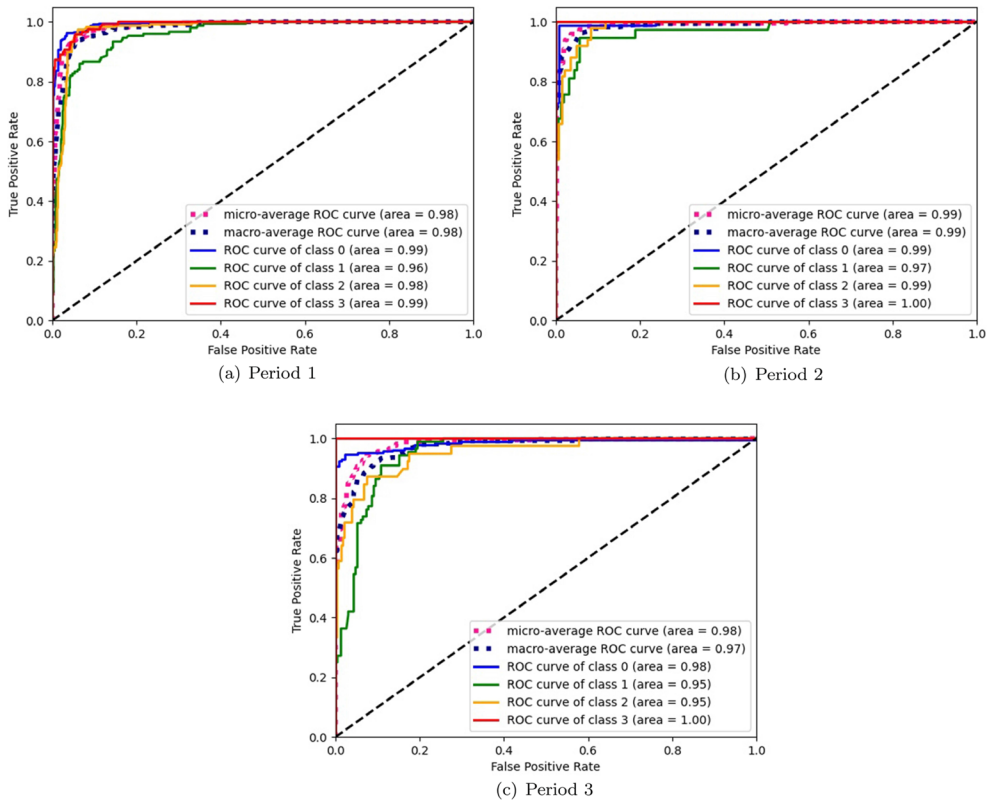 1.0
0.8
0.6
0.4
0.2
0.0
True Positive Rate
micro-average ROC curve (area = 0.98)
macro-average ROC curve (area = 0.98)
ROC curve of class 0 (area = 0.99)
ROC curve of class 1 (area = 0.96)
ROC curve of class 2 (area = 0.98)
ROC curve of class 3 (area = 0.99)
0.0 0.2 0.4 0.6 0.8 1.0
False Positive Rate
(a) Period 1
1.0
0.8
0.6
0.4
0.2
0.0
True Positive Rate
micro-average ROC curve (area = 0.99)
macro-average ROC curve (area = 0.99)
ROC curve of class 0 (area = 0.99)
ROC curve of class 1 (area = 0.97)
ROC curve of class 2 (area = 0.99)
ROC curve of class 3 (area = 1.00)
0.0 0.2 0.4 0.6 0.8 1.0
False Positive Rate
(b) Period 2
1.0
0.8
0.6
0.4
0.2
0.0
True Positive Rate
micro-average ROC curve (area = 0.98)
macro-average ROC curve (area = 0.97)
ROC curve of class 0 (area = 0.98)
ROC curve of class 1 (area = 0.95)
ROC curve of class 2 (area = 0.95)
ROC curve of class 3 (area = 1.00)
0.0 0.2 0.4 0.6 0.8 1.0
False Positive Rate
(c) Period 3